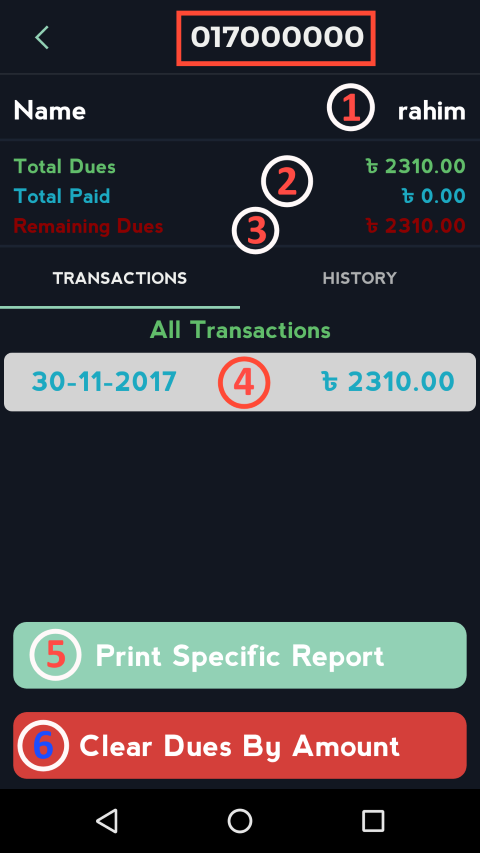 017000000
Name 1 rahim
Total Dues ৳ 2310.00
Total Paid 2 ৳ 0.00
Remaining Dues 3 ৳ 2310.00
TRANSACTIONS HISTORY
All Transactions
30-11-2017 4 ৳ 2310.00
5 Print Specific Report
6 Clear Dues By Amount